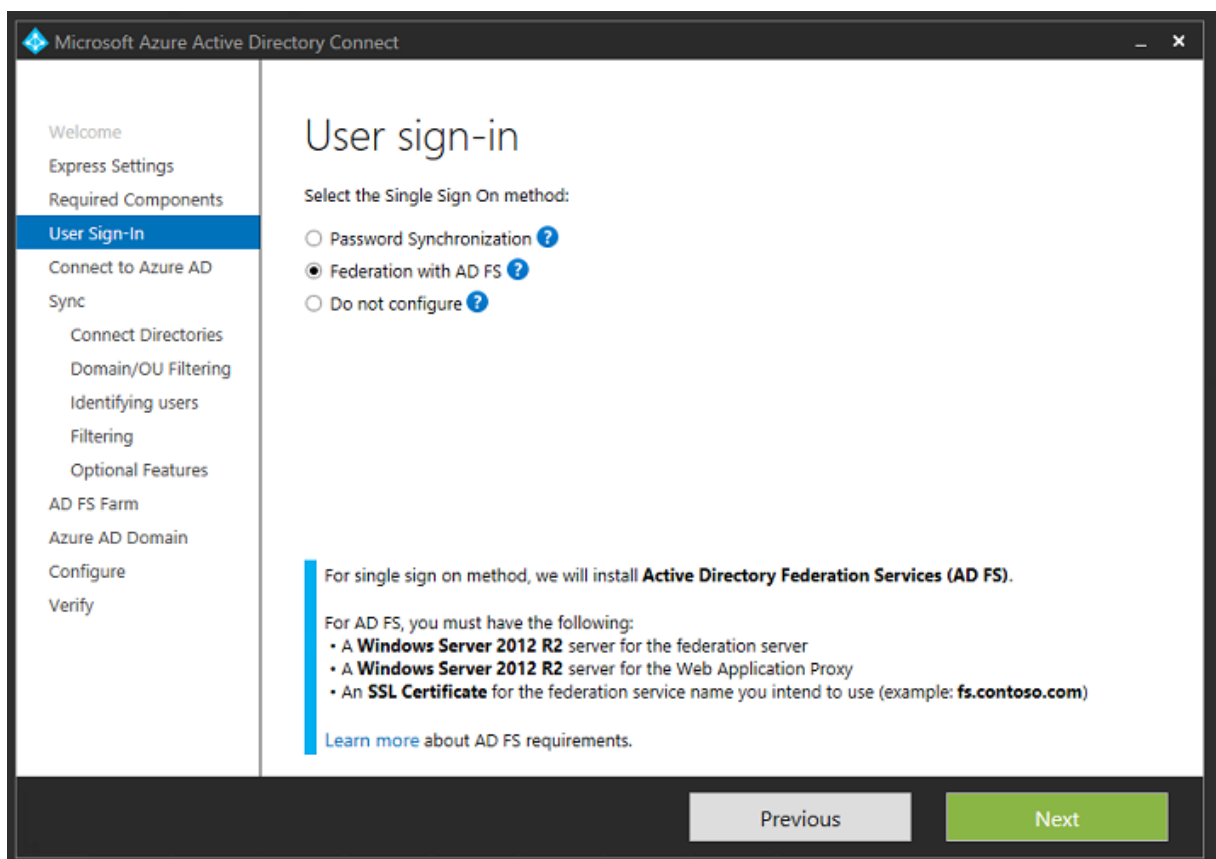 Microsoft Azure Active Directory Connect
Welcome
Express Settings
Required Components
User Sign-In
Connect to Azure AD
Sync
Connect Directories
Domain/OU Filtering
Identifying users
Filtering
Optional Features
AD FS Farm
Azure AD Domain
Configure
Verify
User sign-in
Select the Single Sign On method:
Password Synchronization ?
Federation with AD FS ?
Do not configure ?
For single sign on method, we will install Active Directory Federation Services (AD FS).
For AD FS, you must have the following:
• A Windows Server 2012 R2 server for the federation server
• A Windows Server 2012 R2 server for the Web Application Proxy
• An SSL Certificate for the federation service name you intend to use (example: fs.contoso.com)
Learn more about AD FS requirements.
Previous
Next